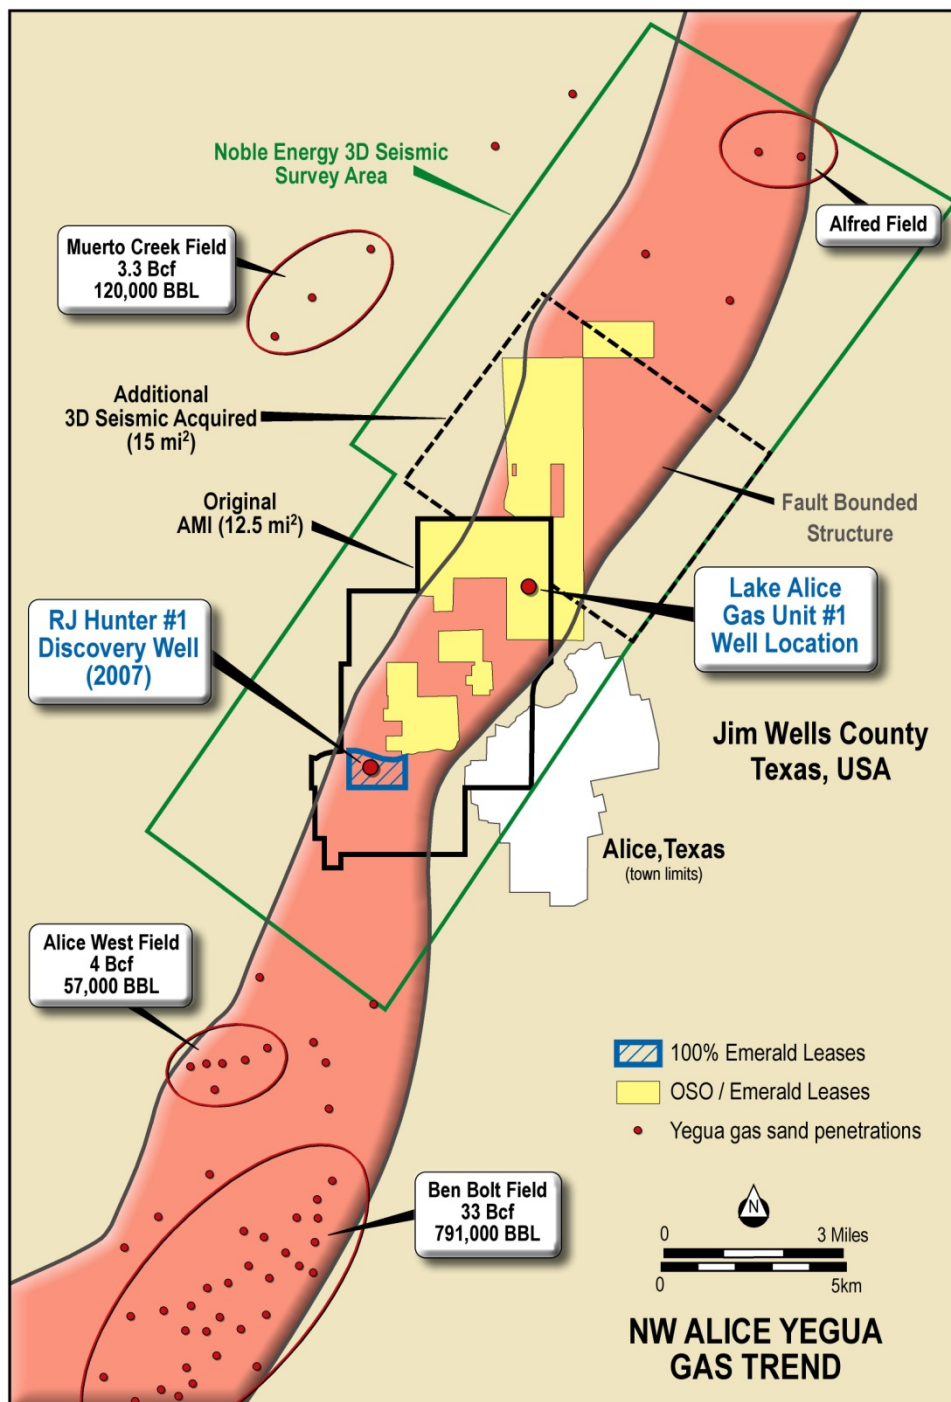 Noble Energy 3D Seismic
Survey Area
Alfred Field
Muerto Creek Field
3.3 Bcf
120,000 BBL
Additional
3D Seismic Acquired
(15 mi²)
Original
AMI (12.5 mi²)
Fault Bounded
Structure
RJ Hunter #1
Discovery Well
(2007)
Lake Alice
Gas Unit #1
Well Location
Jim Wells County
Texas, USA
Alice,Texas
(town limits)
Alice West Field
4 Bcf
57,000 BBL
100% Emerald Leases
OSO / Emerald Leases
Yegua gas sand penetrations
Ben Bolt Field
33 Bcf
791,000 BBL
N
0 3 Miles
0 5km
NW ALICE YEGUA
GAS TREND